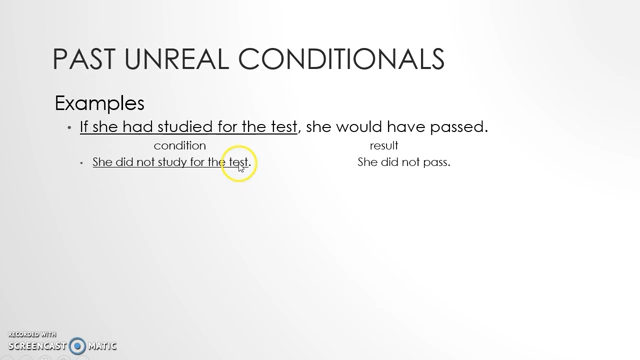 PAST UNREAL CONDITIONALS
Examples
• If she had studied for the test, she would have passed.
condition result
• She did not study for the test. She did not pass.
RECORDED WITH
SCREENCAST MATIC